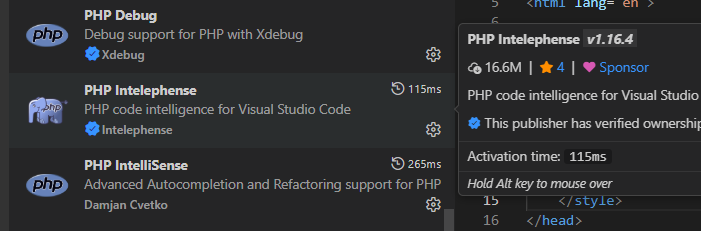 PHP Debug
Debug support for PHP with Xdebug
Xdebug
PHP Intelephense 115ms
PHP code intelligence for Visual Studio Code
Intelephense
PHP IntelliSense 265ms
Advanced Autocompletion and Refactoring support for PHP
Damjan Cvetko
php
php
php
5 <html lang="en">
PHP Intelephense v1.16.4
16.6M | 4 | Sponsor
PHP code intelligence for Visual Studio
This publisher has verified ownership
Activation time: 115ms
Hold Alt key to mouse over
15 </style>
16 </head>